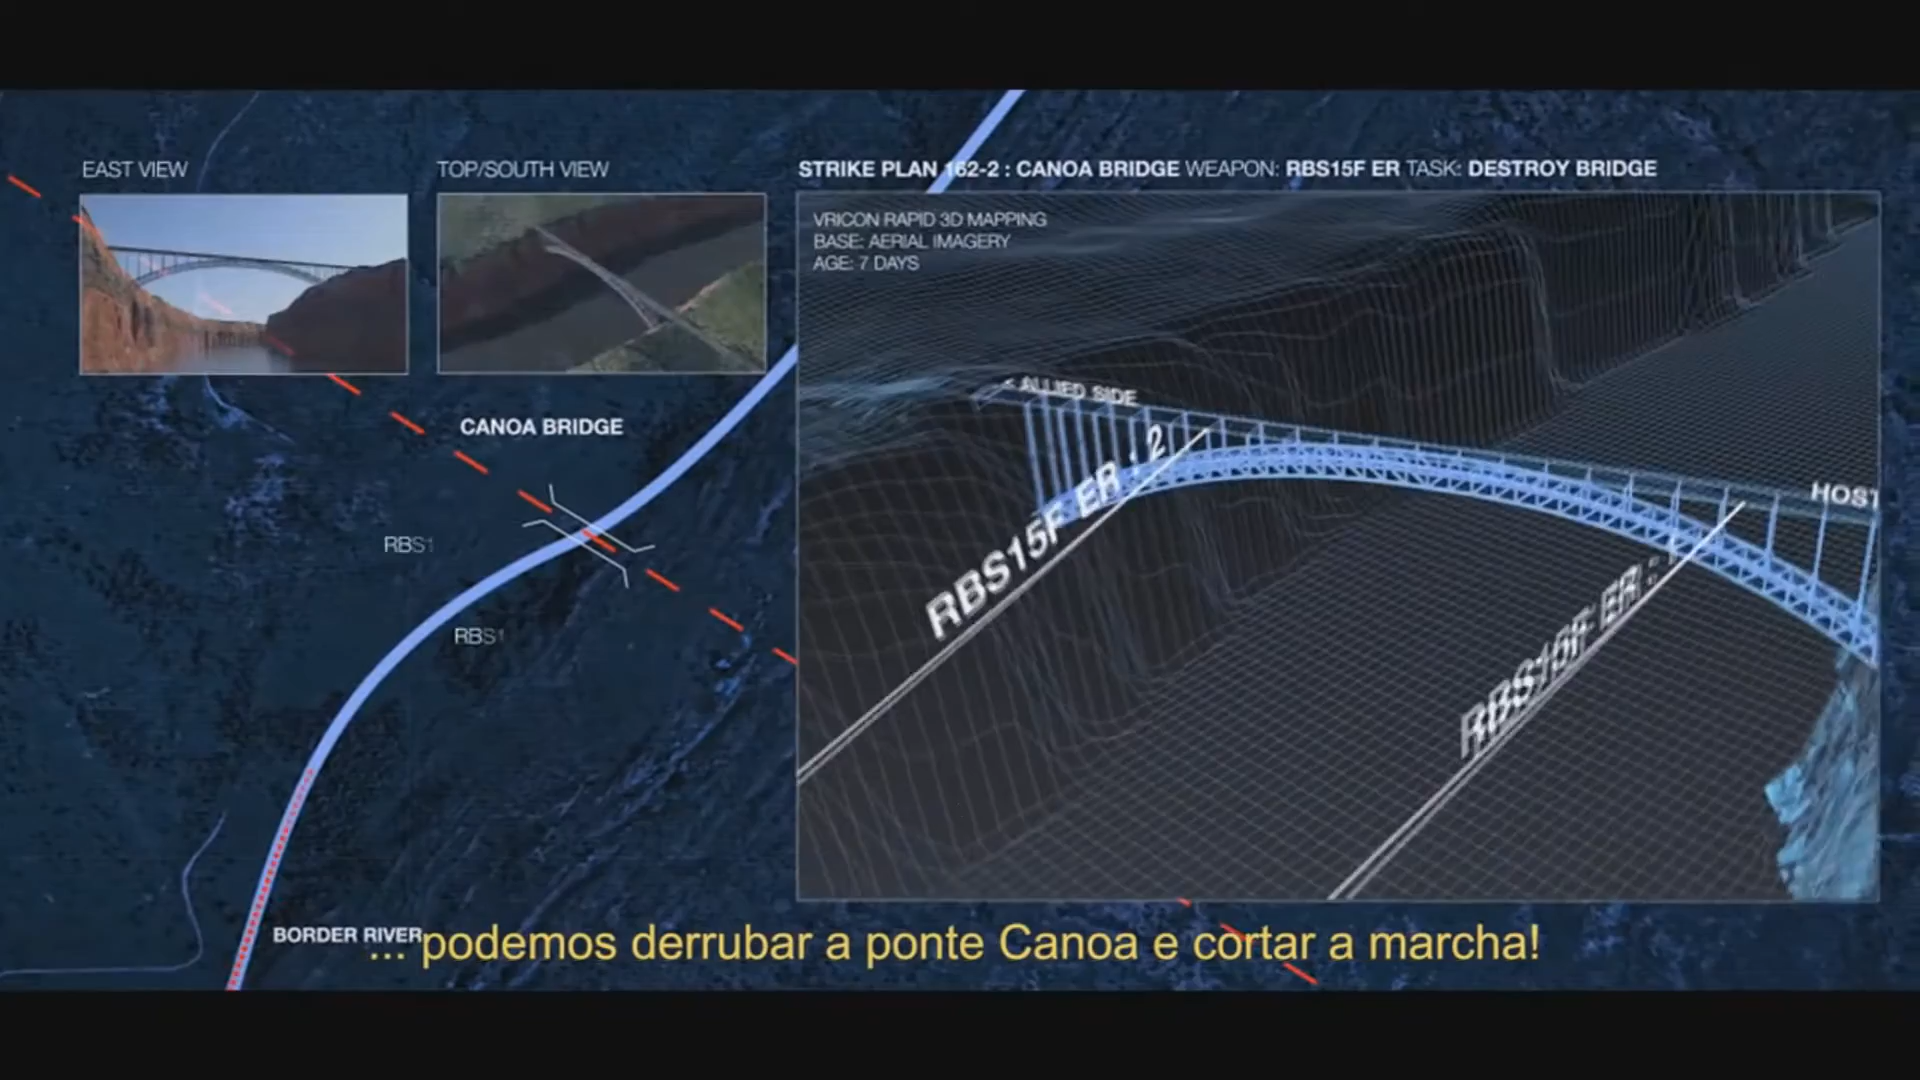 EAST VIEW
TOP/SOUTH VIEW
STRIKE PLAN 162-2 : CANOA BRIDGE WEAPON: RBS15F ER TASK: DESTROY BRIDGE
VRICON RAPID 3D MAPPING
BASE: AERIAL IMAGERY
AGE: 7 DAYS
< ALLIED SIDE
HOST
CANOA BRIDGE
RBS15F ER : 2
RBS15F ER : 1
RBS1
RBS1
BORDER RIVER
... podemos derrubar a ponte Canoa e cortar a marcha!